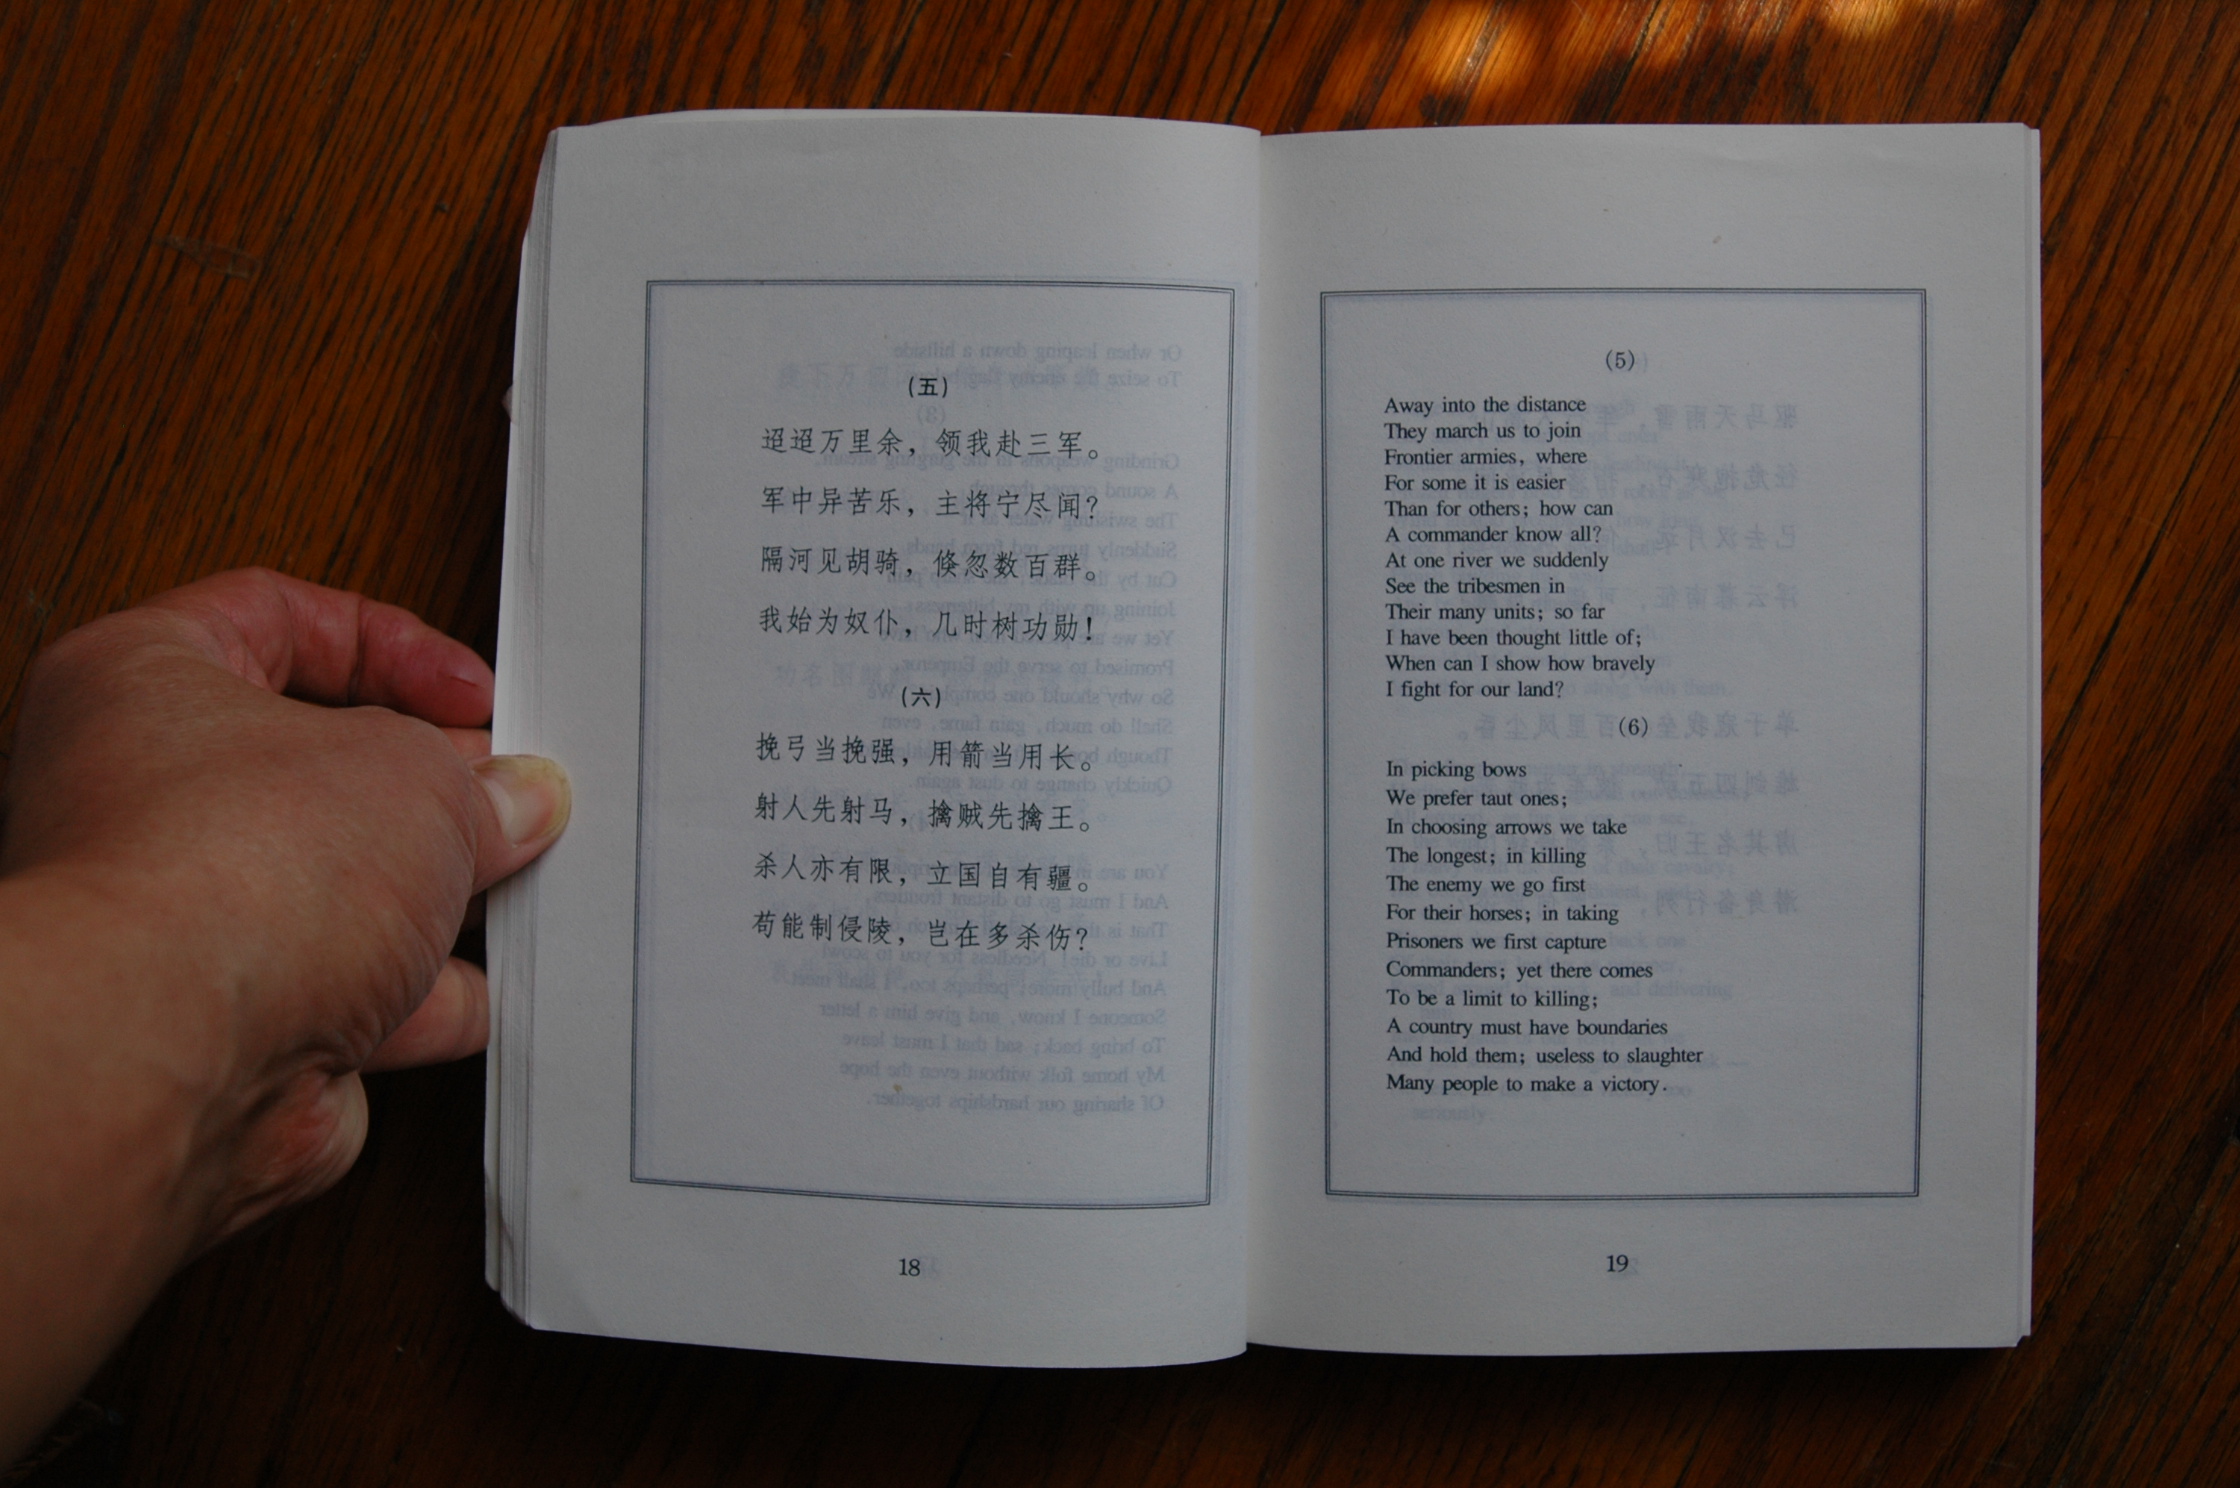 (五)
迢迢万里余，领我赴三军。
军中异苦乐，主将宁尽闻？
隔河见胡骑，倏忽数百群。
我始为奴仆，几时树功勋！
(六)
挽弓当挽强，用箭当用长。
射人先射马，擒贼先擒王。
杀人亦有限，立国自有疆。
苟能制侵陵，岂在多杀伤？
18
(5)
Away into the distance
They march us to join
Frontier armies, where
For some it is easier
Than for others; how can
A commander know all?
At one river we suddenly
See the tribesmen in
Their many units; so far
I have been thought little of;
When can I show how bravely
I fight for our land?
(6)
In picking bows
We prefer taut ones;
In choosing arrows we take
The longest; in killing
The enemy we go first
For their horses; in taking
Prisoners we first capture
Commanders; yet there comes
To be a limit to killing;
A country must have boundaries
And hold them; useless to slaughter
Many people to make a victory.
19